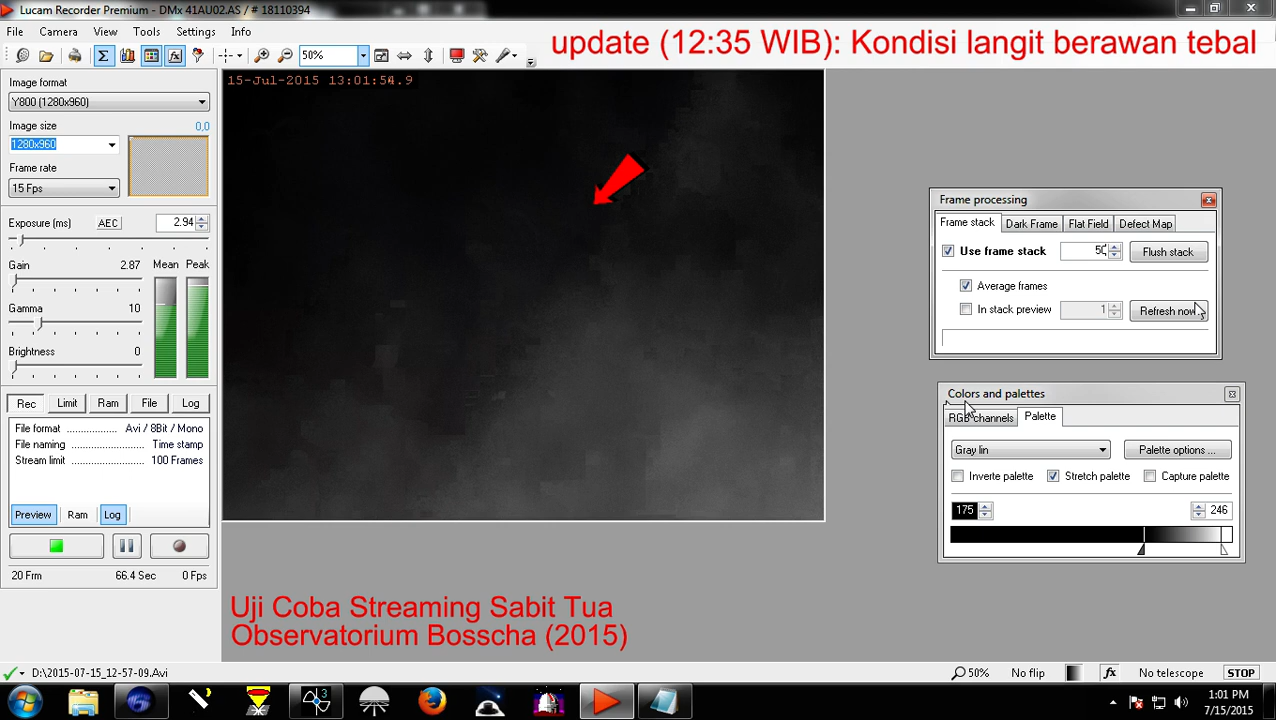 Lucam Recorder Premium - DMx 41AU02.AS / # 18110394
File Camera View Tools Settings Info
update (12:35 WIB): Kondisi langit berawan tebal
50%
Image format
Y800 (1280x960)
Image size 0,0
1280x960
Frame rate
15 Fps
Exposure (ms) AEC 2.94
Gain 2.87 Mean Peak
Gamma 10
Brightness 0
Rec Limit Ram File Log
File format Avi / 8Bit / Mono
File naming Time stamp
Stream limit 100 Frames
Preview Ram Log
20 Frm 66.4 Sec 0 Fps
15-Jul-2015 13:01:54.9
Frame processing
Frame stack Dark Frame Flat Field Defect Map
Use frame stack 50 Flush stack
Average frames
In stack preview 1 Refresh now
Colors and palettes
RGB channels Palette
Gray lin Palette options ...
Inverte palette Stretch palette Capture palette
175 246
Uji Coba Streaming Sabit Tua
Observatorium Bosscha (2015)
D:\2015-07-15_12-57-09.Avi
50% No flip fx No telescope STOP
1:01 PM
7/15/2015